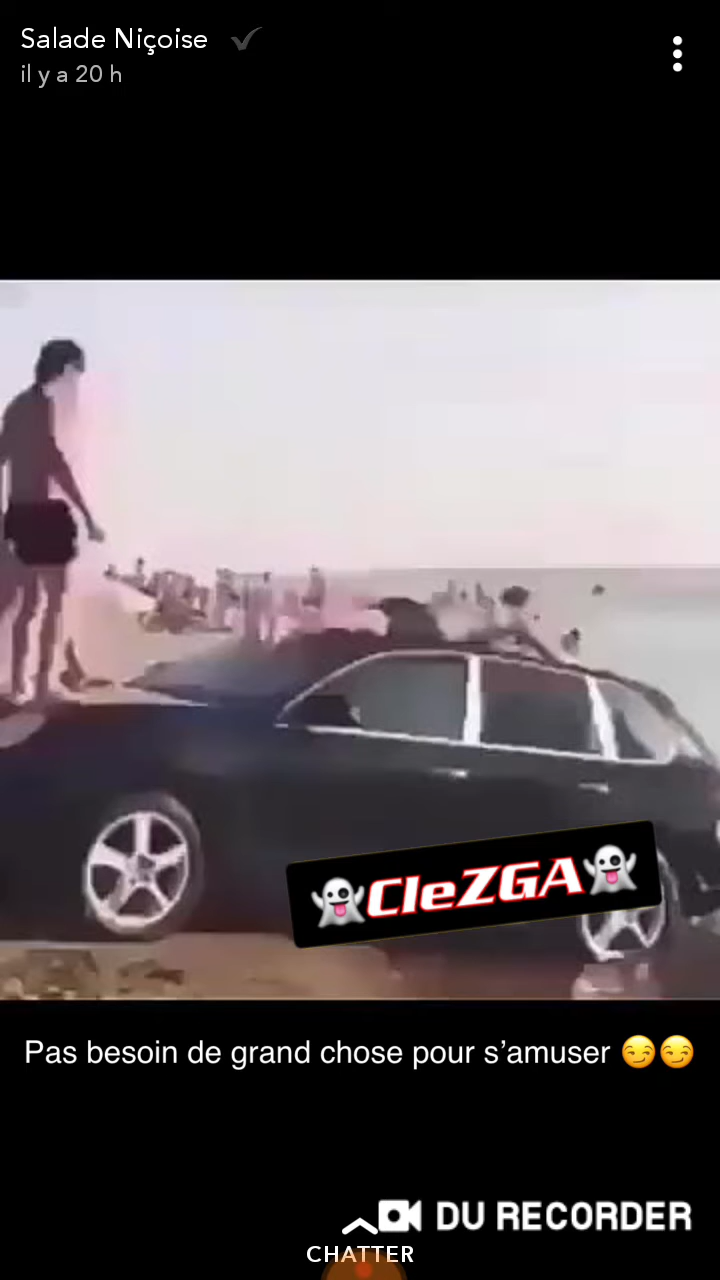 Salade Niçoise
il y a 20 h
👻CleZGA👻
Pas besoin de grand chose pour s’amuser 😏😏
DU RECORDER
CHATTER